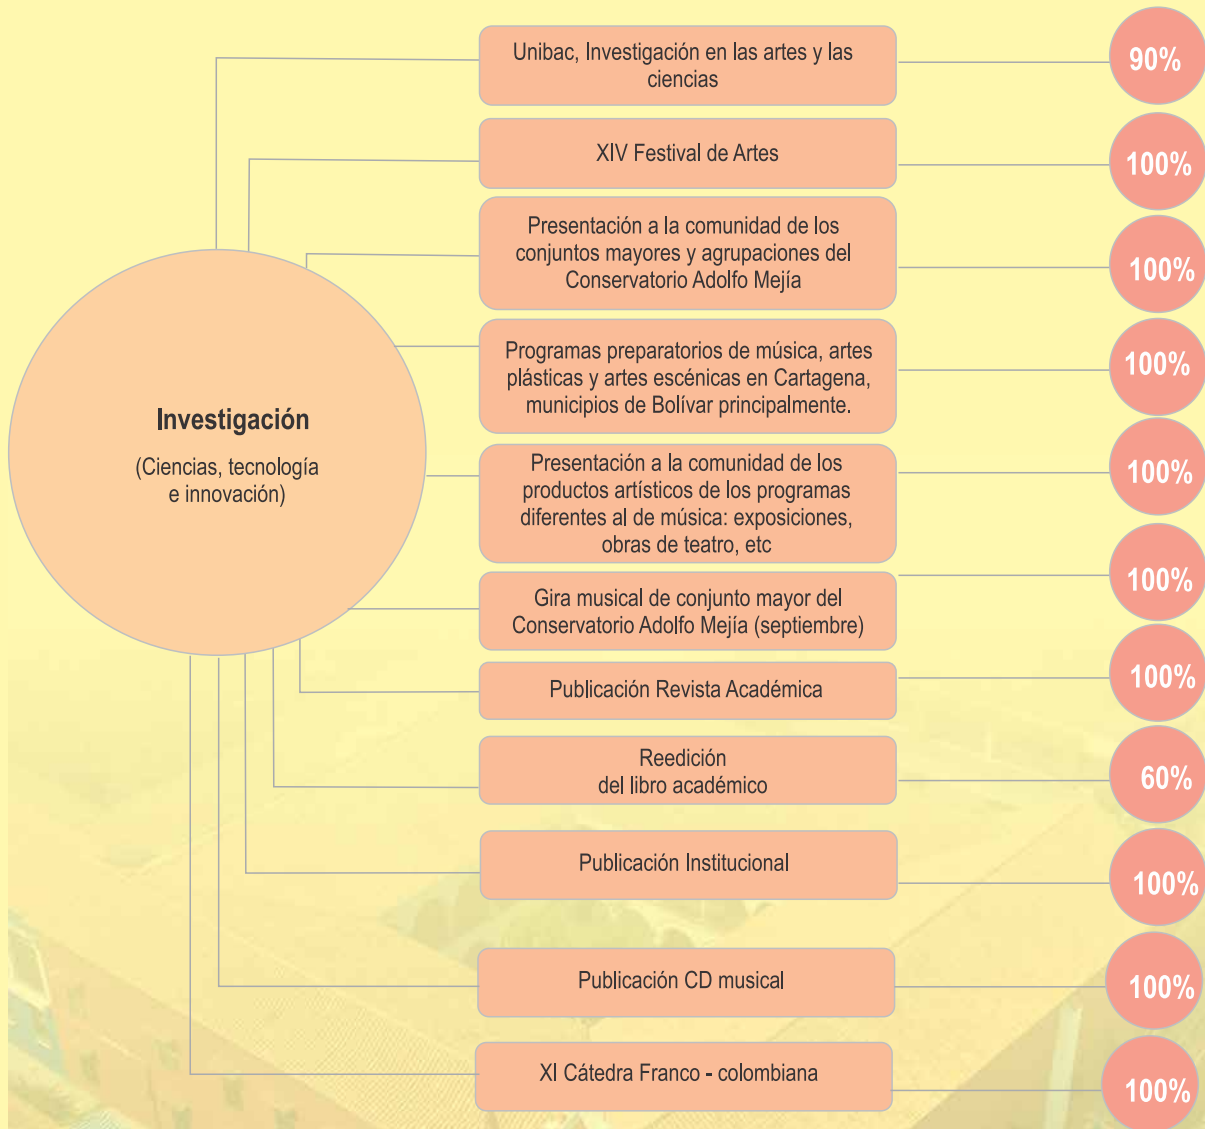 Unibac, Investigación en las artes y las
ciencias
90%
XIV Festival de Artes
100%
Presentación a la comunidad de los
conjuntos mayores y agrupaciones del
Conservatorio Adolfo Mejía
100%
Programas preparatorios de música, artes
plásticas y artes escénicas en Cartagena,
municipios de Bolívar principalmente.
100%
Investigación
(Ciencias, tecnología
e innovación)
Presentación a la comunidad de los
productos artísticos de los programas
diferentes al de música: exposiciones,
obras de teatro, etc
100%
Gira musical de conjunto mayor del
Conservatorio Adolfo Mejía (septiembre)
100%
Publicación Revista Académica
100%
Reedición
del libro académico
60%
Publicación Institucional
100%
Publicación CD musical
100%
XI Cátedra Franco - colombiana
100%